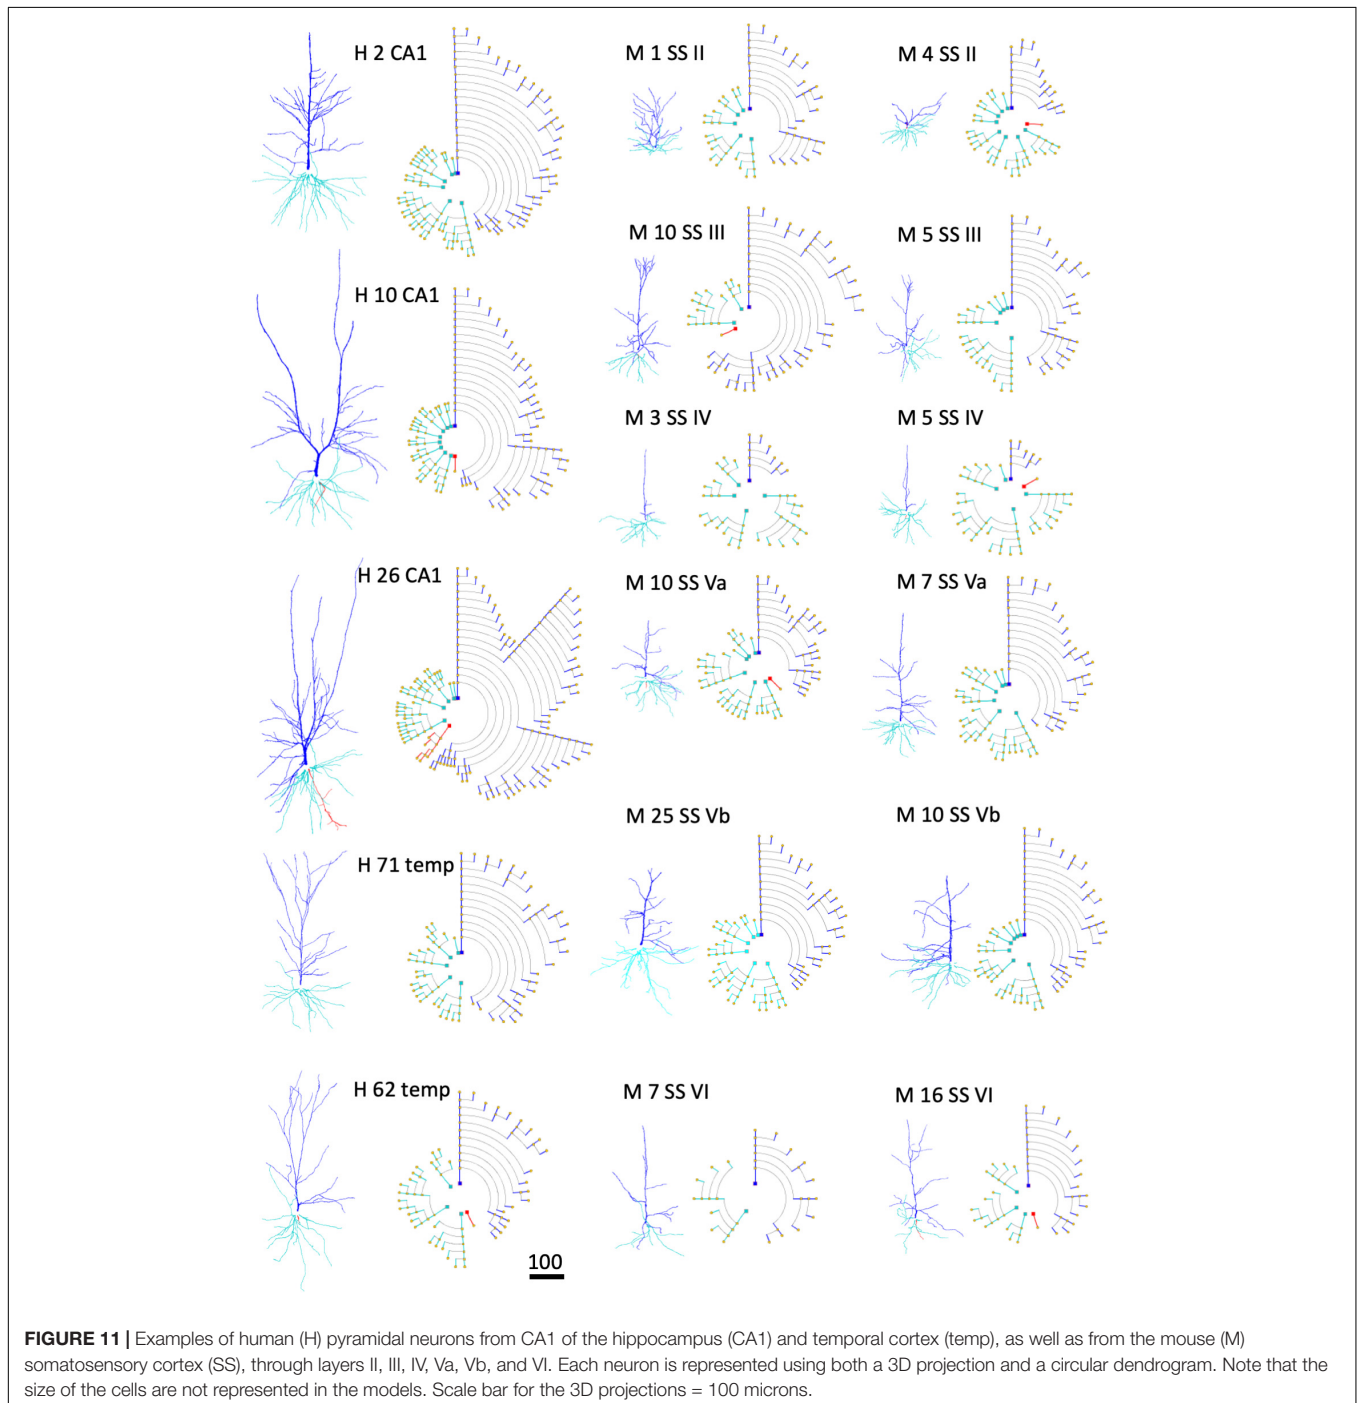 H 2 CA1
M 1 SS II
M 4 SS II
M 10 SS III
M 5 SS III
H 10 CA1
M 3 SS IV
M 5 SS IV
H 26 CA1
M 10 SS Va
M 7 SS Va
M 25 SS Vb
M 10 SS Vb
H 71 temp
H 62 temp
M 7 SS VI
M 16 SS VI
100
FIGURE 11 | Examples of human (H) pyramidal neurons from CA1 of the hippocampus (CA1) and temporal cortex (temp), as well as from the mouse (M)
somatosensory cortex (SS), through layers II, III, IV, Va, Vb, and VI. Each neuron is represented using both a 3D projection and a circular dendrogram. Note that the
size of the cells are not represented in the models. Scale bar for the 3D projections = 100 microns.